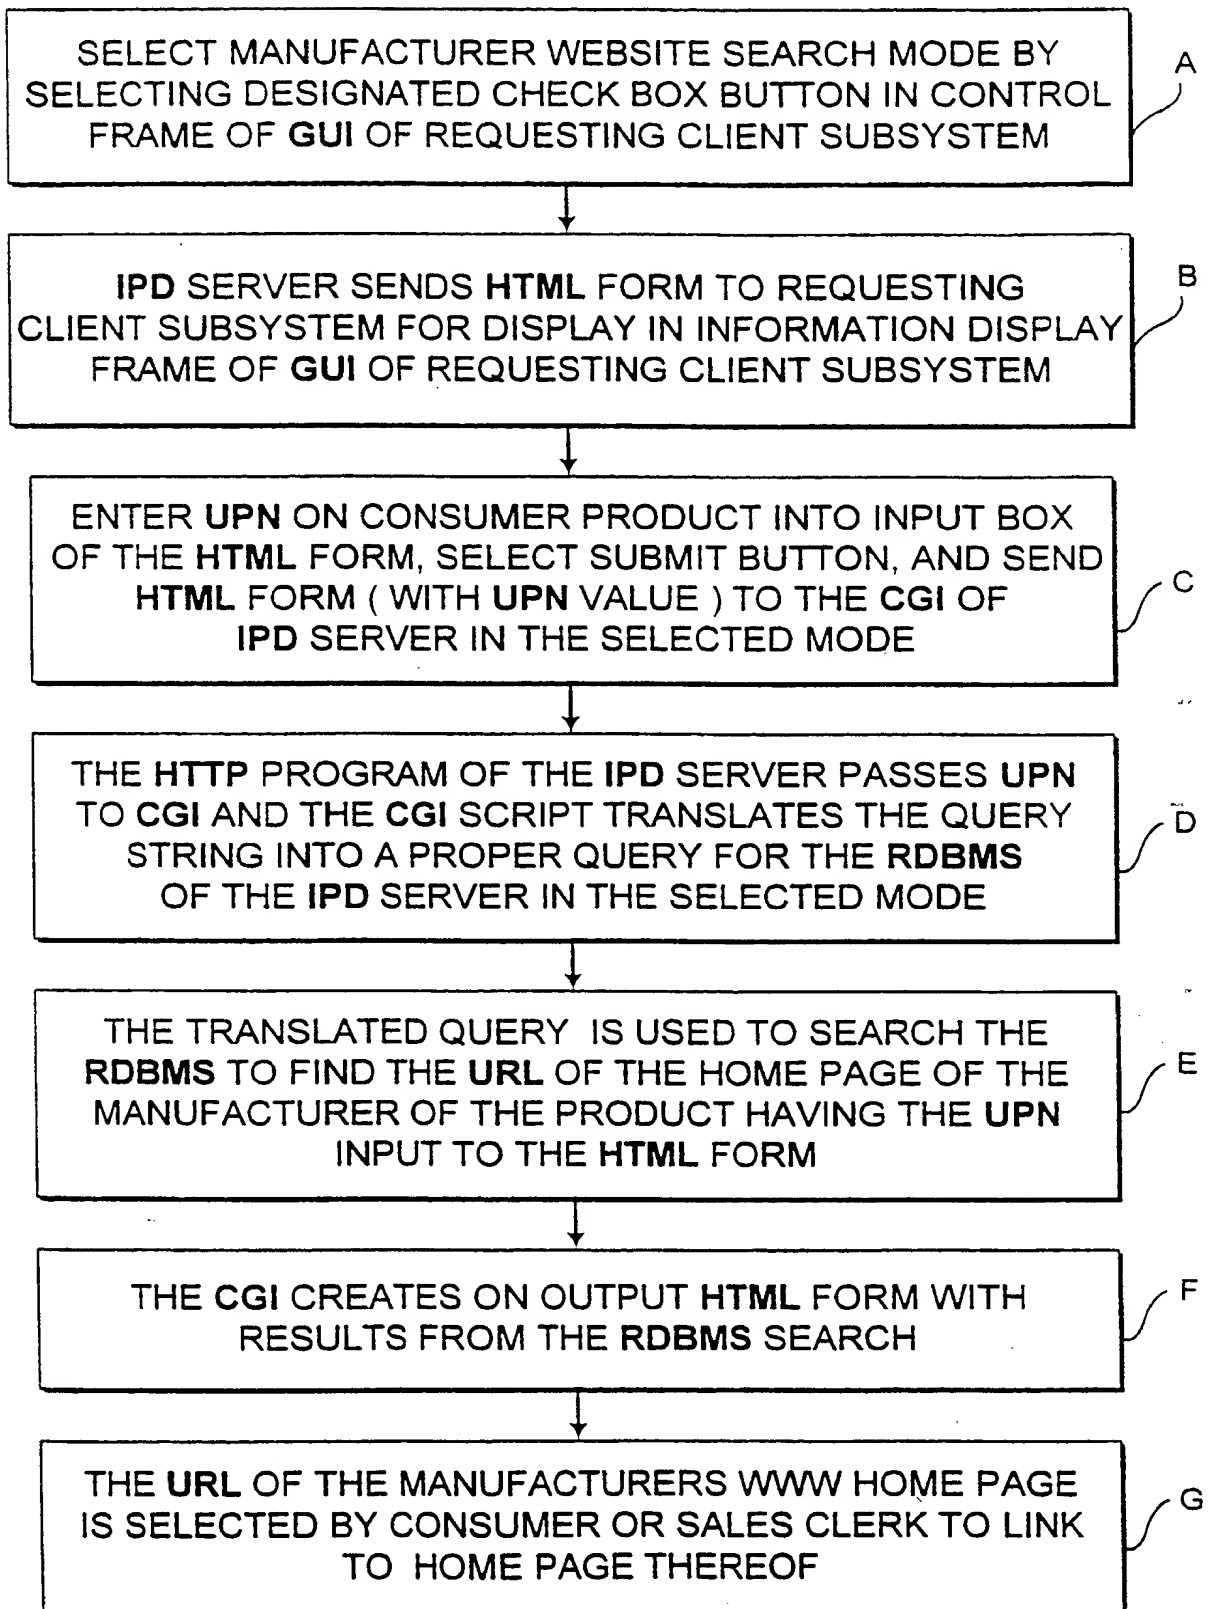 SELECT MANUFACTURER WEBSITE SEARCH MODE BY
SELECTING DESIGNATED CHECK BOX BUTTON IN CONTROL
FRAME OF GUI OF REQUESTING CLIENT SUBSYSTEM
A
IPD SERVER SENDS HTML FORM TO REQUESTING
CLIENT SUBSYSTEM FOR DISPLAY IN INFORMATION DISPLAY
FRAME OF GUI OF REQUESTING CLIENT SUBSYSTEM
B
ENTER UPN ON CONSUMER PRODUCT INTO INPUT BOX
OF THE HTML FORM, SELECT SUBMIT BUTTON, AND SEND
HTML FORM ( WITH UPN VALUE ) TO THE CGI OF
IPD SERVER IN THE SELECTED MODE
C
THE HTTP PROGRAM OF THE IPD SERVER PASSES UPN
TO CGI AND THE CGI SCRIPT TRANSLATES THE QUERY
STRING INTO A PROPER QUERY FOR THE RDBMS
OF THE IPD SERVER IN THE SELECTED MODE
D
THE TRANSLATED QUERY IS USED TO SEARCH THE
RDBMS TO FIND THE URL OF THE HOME PAGE OF THE
MANUFACTURER OF THE PRODUCT HAVING THE UPN
INPUT TO THE HTML FORM
E
THE CGI CREATES ON OUTPUT HTML FORM WITH
RESULTS FROM THE RDBMS SEARCH
F
THE URL OF THE MANUFACTURERS WWW HOME PAGE
IS SELECTED BY CONSUMER OR SALES CLERK TO LINK
TO HOME PAGE THEREOF
G